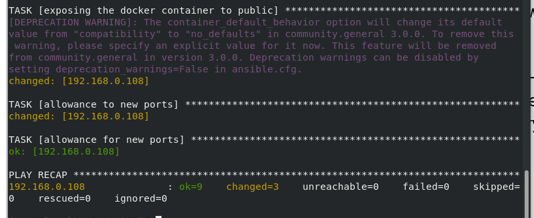 TASK [exposing the docker container to public] **************************************
[DEPRECATION WARNING]: The container_default_behavior option will change its default
value from "compatibility" to "no_defaults" in community.general 3.0.0. To remove this
 warning, please specify an explicit value for it now. This feature will be removed
from community.general in version 3.0.0. Deprecation warnings can be disabled by
setting deprecation_warnings=False in ansible.cfg.
changed: [192.168.0.108]
TASK [allowance to new ports] *******************************************************
changed: [192.168.0.108]
TASK [allowance for new ports] ******************************************************
ok: [192.168.0.108]
PLAY RECAP **************************************************************************
192.168.0.108 : ok=9 changed=3 unreachable=0 failed=0 skipped=
0 rescued=0 ignored=0